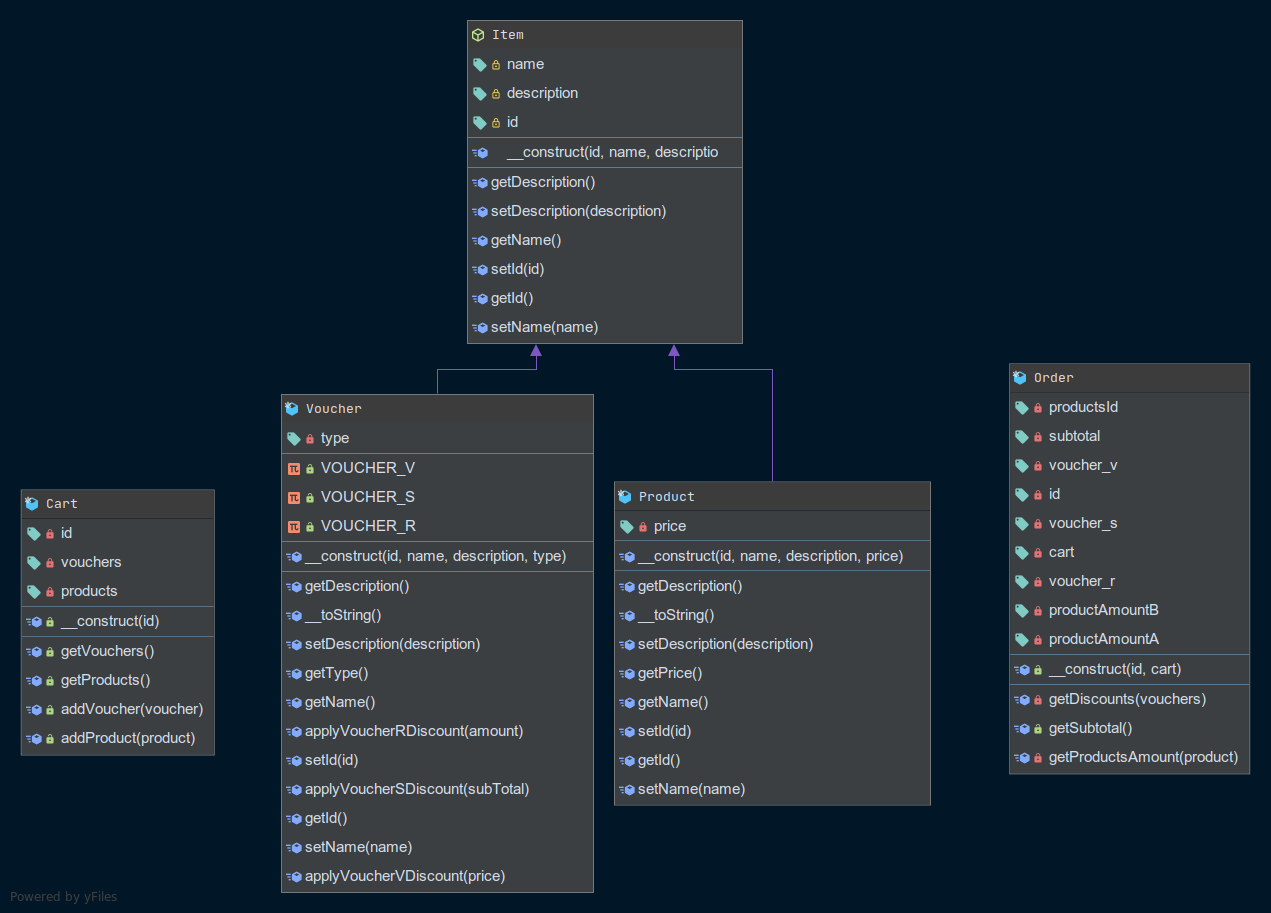 Item
name
description
id
__construct(id, name, descriptio
getDescription()
setDescription(description)
getName()
setId(id)
getId()
setName(name)
Voucher
type
VOUCHER_V
VOUCHER_S
VOUCHER_R
__construct(id, name, description, type)
getDescription()
__toString()
setDescription(description)
getType()
getName()
applyVoucherRDiscount(amount)
setId(id)
applyVoucherSDiscount(subTotal)
getId()
setName(name)
applyVoucherVDiscount(price)
Product
price
__construct(id, name, description, price)
getDescription()
__toString()
setDescription(description)
getPrice()
getName()
setId(id)
getId()
setName(name)
Order
productsId
subtotal
voucher_v
id
voucher_s
cart
voucher_r
productAmountB
productAmountA
__construct(id, cart)
getDiscounts(vouchers)
getSubtotal()
getProductsAmount(product)
Cart
id
vouchers
products
__construct(id)
getVouchers()
getProducts()
addVoucher(voucher)
addProduct(product)
Powered by yFiles